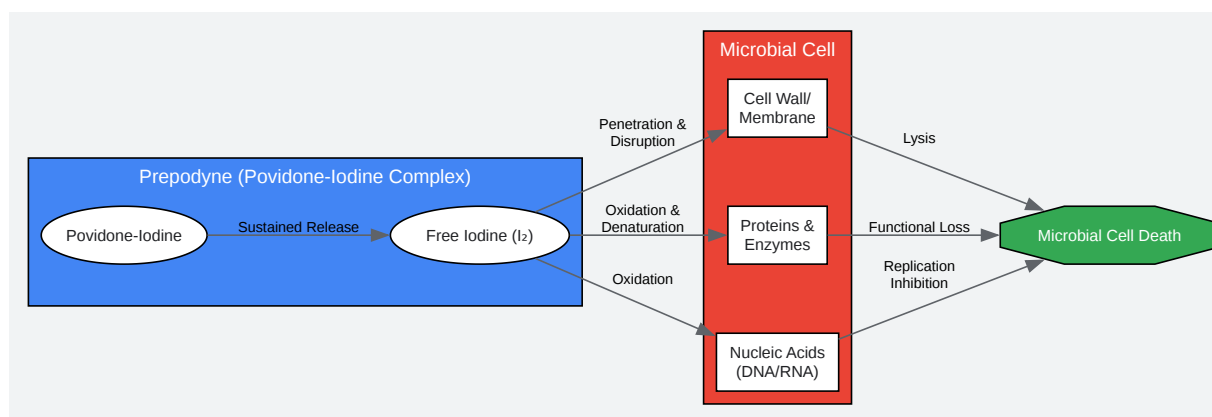 Microbial Cell
Cell Wall/
Membrane
Penetration &
Disruption
Lysis
Prepodyne (Povidone-Iodine Complex)
Povidone-Iodine
Sustained Release
Free Iodine (I₂)
Oxidation &
Denaturation
Proteins &
Enzymes
Functional Loss
Microbial Cell Death
Oxidation
Replication
Inhibition
Nucleic Acids
(DNA/RNA)